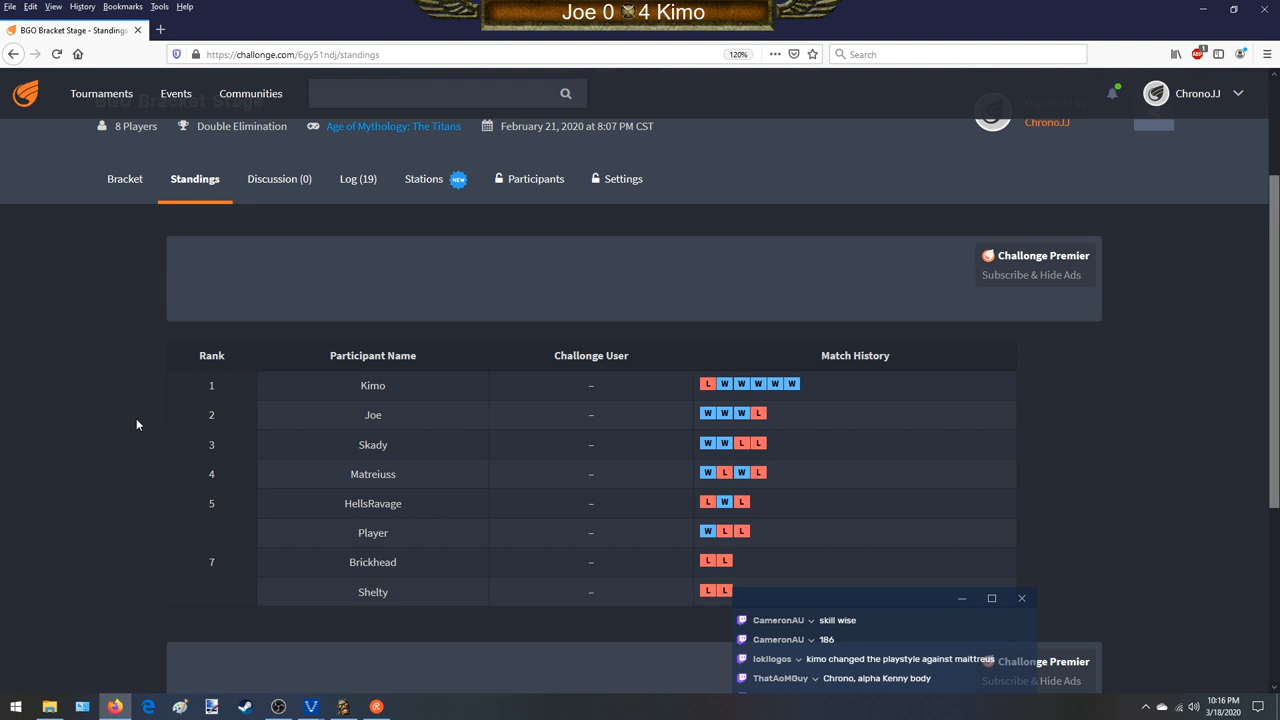 File Edit View History Bookmarks Tools Help
Joe 0 4 Kimo
BGO Bracket Stage - Standings
https://challonge.com/6gy51ndj/standings
120%
Search
Tournaments Events Communities
ChronoJJ
BGO Bracket Stage
8 Players Double Elimination Age of Mythology: The Titans February 21, 2020 at 8:07 PM CST
ChronoJJ
Bracket Standings Discussion (0) Log (19) Stations NEW Participants Settings
Challonge Premier
Subscribe & Hide Ads
Rank Participant Name Challonge User Match History
1 Kimo – L W W W W W
2 Joe – W W W L
3 Skady – W W L L
4 Matreiuss – W L W L
5 HellsRavage – L W L
Player – W L L
7 Brickhead – L L
Shelty – L L
CameronAU skill wise
CameronAU 186
lokilogos kimo changed the playstyle against maittreus
Challonge Premier
ThatAoMGuy Chrono, alpha Kenny body
Subscribe & Hide Ads
10:16 PM
3/18/2020